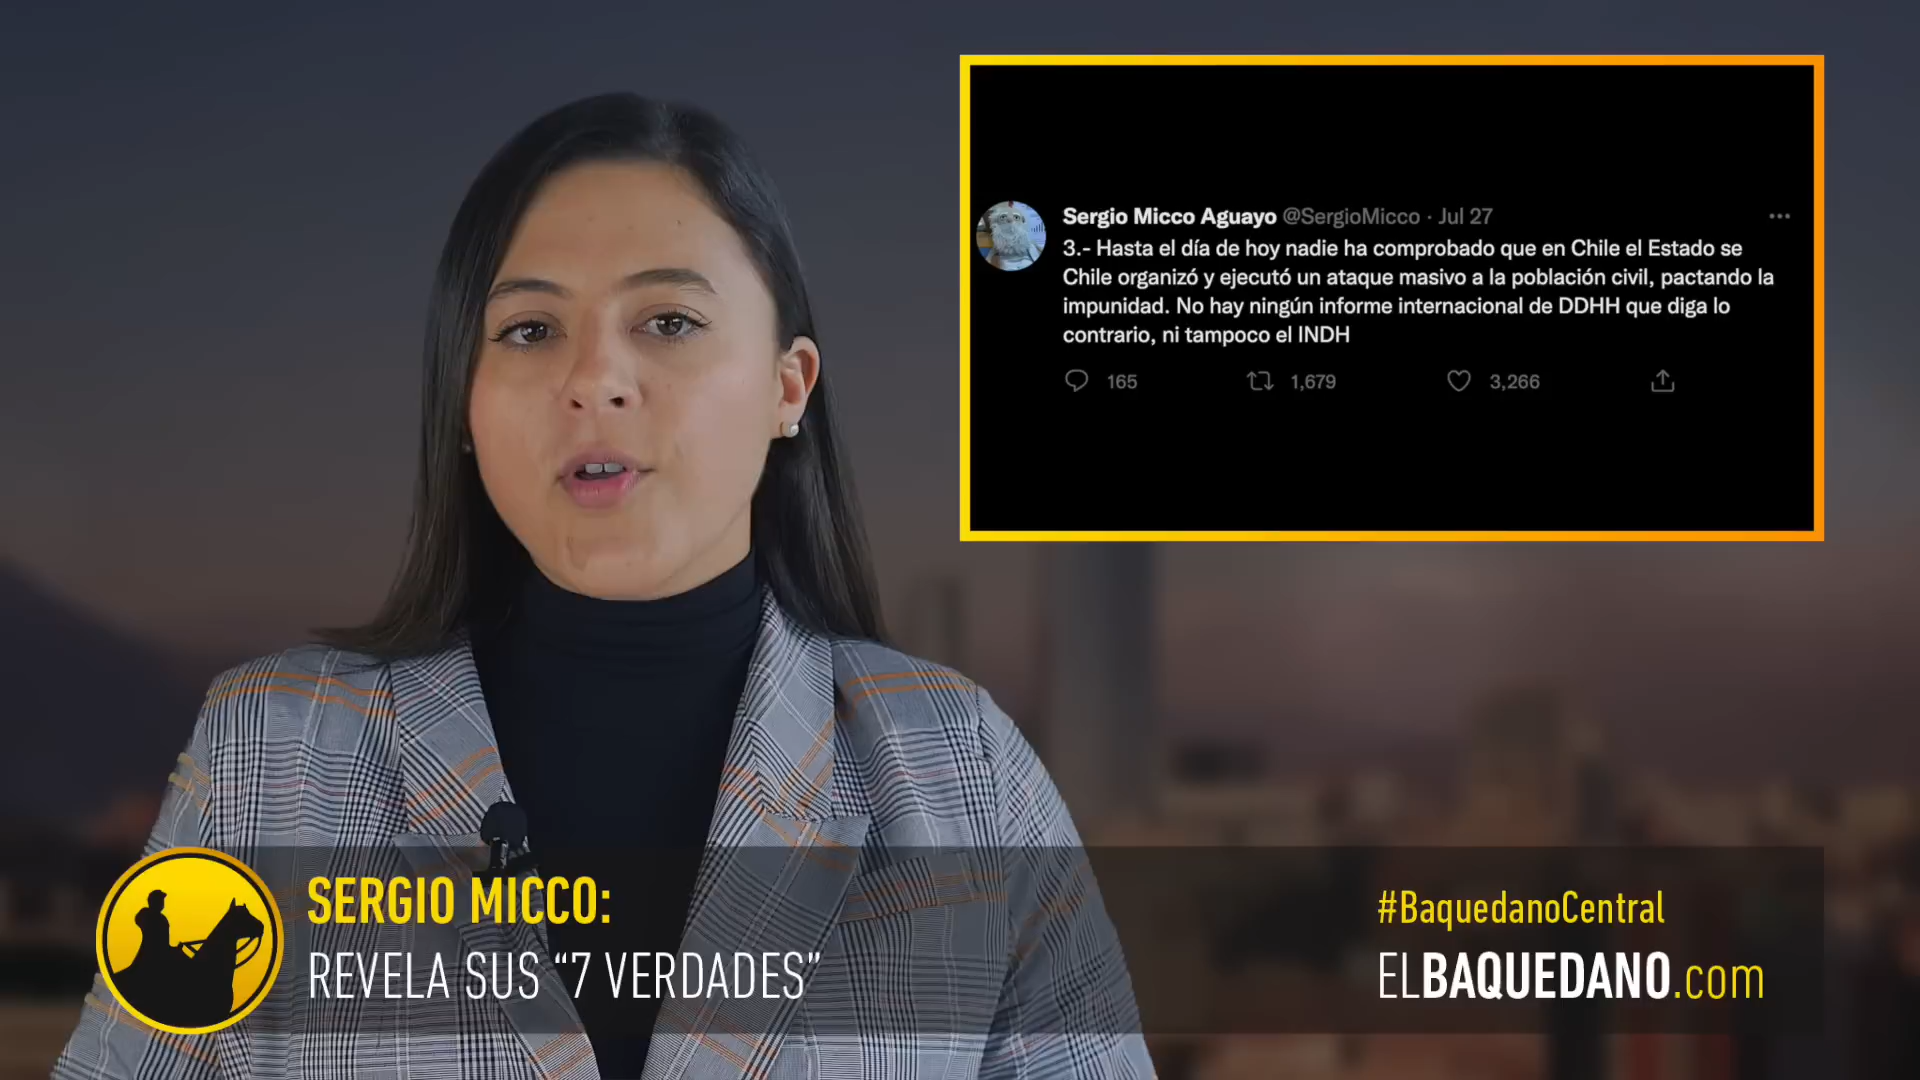 Sergio Micco Aguayo @SergioMicco · Jul 27
3.- Hasta el día de hoy nadie ha comprobado que en Chile el Estado se
Chile organizó y ejecutó un ataque masivo a la población civil, pactando la
impunidad. No hay ningún informe internacional de DDHH que diga lo
contrario, ni tampoco el INDH
165 1,679 3,266
SERGIO MICCO:
REVELA SUS “7 VERDADES”
#BaquedanoCentral
ELBAQUEDANO.com